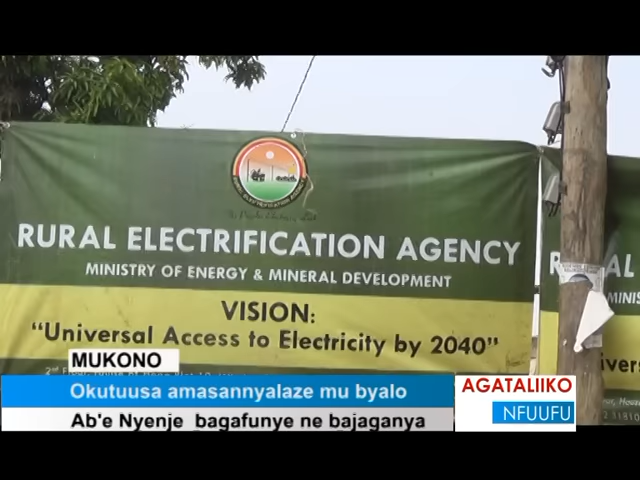 RURAL ELECTRIFICATION AGENCY
MINISTRY OF ENERGY & MINERAL DEVELOPMENT
VISION:
“Universal Access to Electricity by 2040”
MUKONO
Okutuusa amasannyalaze mu byalo
Ab'e Nyenje bagafunye ne bajaganya
AGATALIIKO
NFUUFU